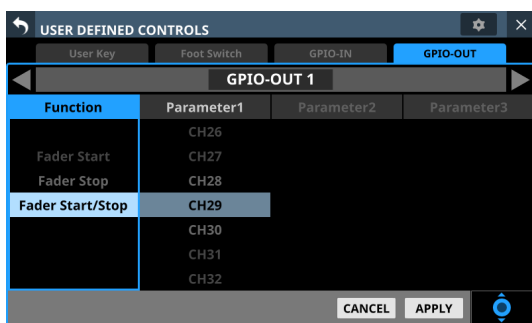 USER DEFINED CONTROLS
User Key Foot Switch GPIO-IN GPIO-OUT
GPIO-OUT 1
Function Parameter1 Parameter2 Parameter3
CH26
Fader Start CH27
Fader Stop CH28
Fader Start/Stop CH29
CH30
CH31
CH32
CANCEL APPLY